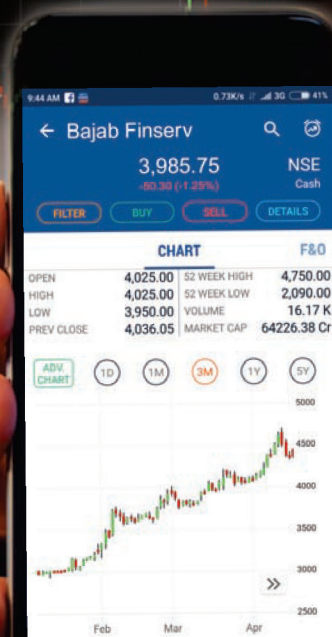 9:44 AM 0.73K/s 3G 41%
Bajab Finserv
3,985.75 NSE
-50.30 (-1.25%) Cash
FILTER BUY SELL DETAILS
CHART F&O
OPEN 4,025.00 52 WEEK HIGH 4,750.00
HIGH 4,025.00 52 WEEK LOW 2,090.00
LOW 3,950.00 VOLUME 16.17 K
PREV CLOSE 4,036.05 MARKET CAP 64226.38 Cr
ADV. CHART 1D 1M 3M 1Y 5Y
5000
4000
3500
3000
2500
Feb Mar Apr